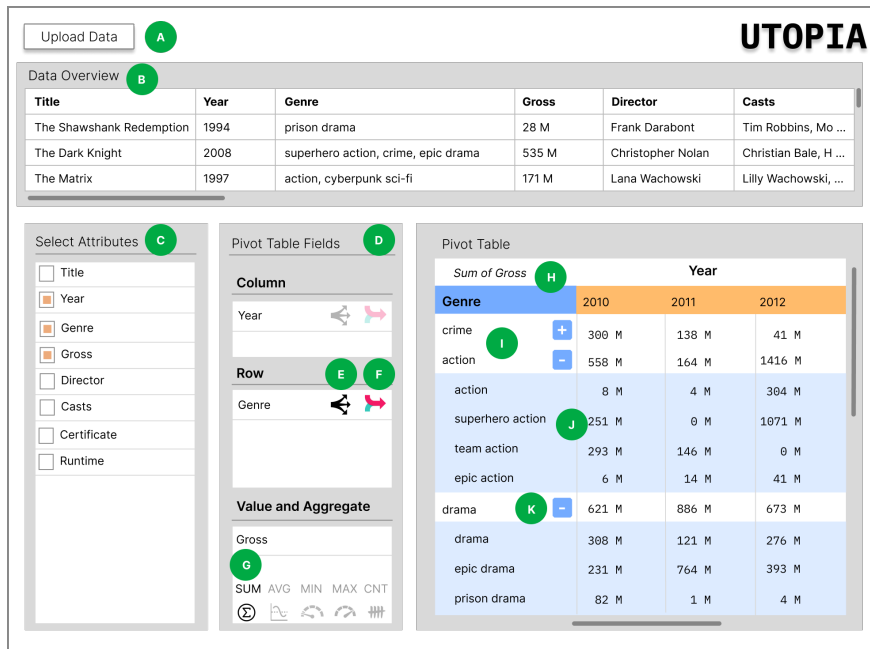 Upload Data A UTOPIA
Data Overview B
Title Year Genre Gross Director Casts
The Shawshank Redemption 1994 prison drama 28 M Frank Darabont Tim Robbins, Mo ...
The Dark Knight 2008 superhero action, crime, epic drama 535 M Christopher Nolan Christian Bale, H ...
The Matrix 1997 action, cyberpunk sci-fi 171 M Lana Wachowski Lilly Wachowski, ...
Select Attributes C
Title
Year
Genre
Gross
Director
Casts
Certificate
Runtime
Pivot Table Fields D
Column
Year
Row E F
Genre
Value and Aggregate
Gross
G
SUM AVG MIN MAX CNT
Σ
Pivot Table
Sum of Gross H Year
Genre 2010 2011 2012
crime + 300 M 138 M 41 M
I
action - 558 M 164 M 1416 M
action 8 M 4 M 304 M
superhero action J 251 M 0 M 1071 M
team action 293 M 146 M 0 M
epic action 6 M 14 M 41 M
drama K - 621 M 886 M 673 M
drama 308 M 121 M 276 M
epic drama 231 M 764 M 393 M
prison drama 82 M 1 M 4 M